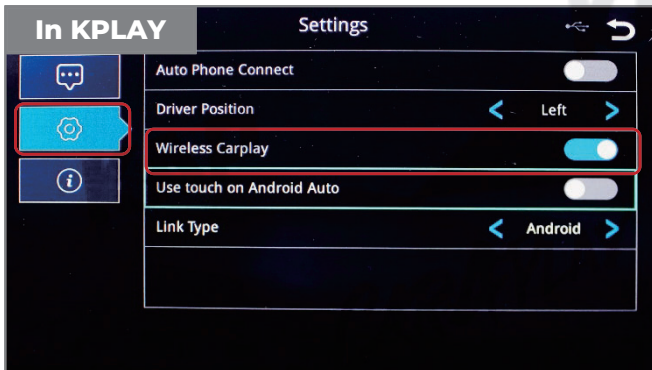 In KPLAY
Settings
Auto Phone Connect
Driver Position < Left >
Wireless Carplay
Use touch on Android Auto
Link Type < Android >